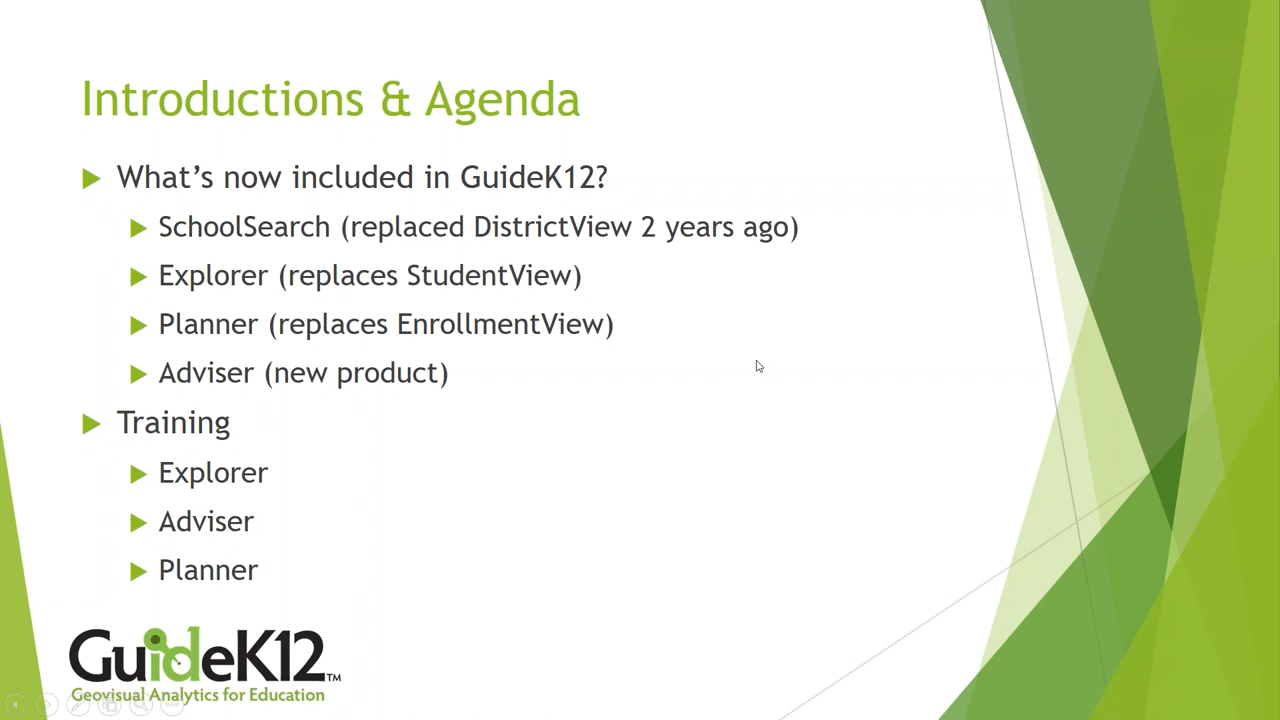 Introductions & Agenda
What's now included in GuideK12?
SchoolSearch (replaced DistrictView 2 years ago)
Explorer (replaces StudentView)
Planner (replaces EnrollmentView)
Adviser (new product)
Training
Explorer
Adviser
Planner
GuideK12™
Geovisual Analytics for Education